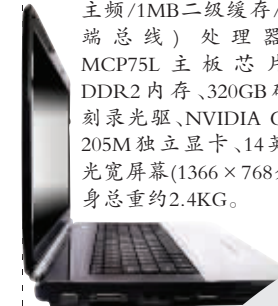 主频/1MB二级缓存/
端总线) 处理器
MCP75L主板芯片
DDR2内存、320GB
刻录光驱、NVIDIA
205M独立显卡、14英
光宽屏幕(1366×768
身总重约2.4KG。